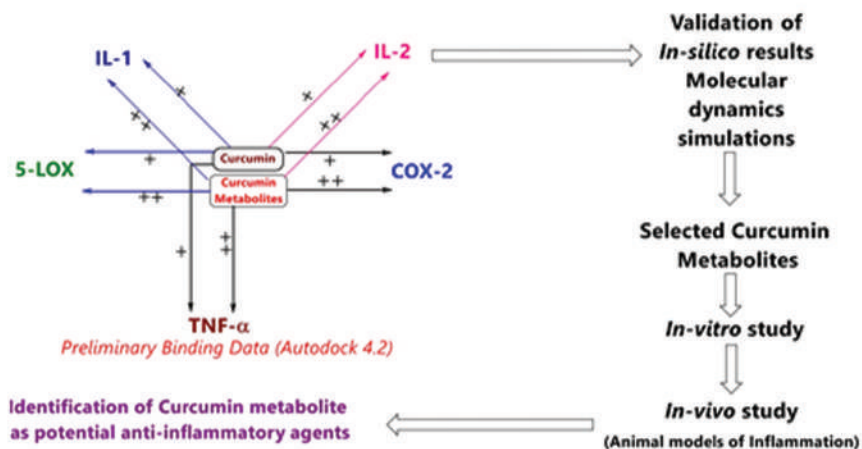 IL-1
IL-2
+
+
+ +
+ +
Curcumin
+
+
5-LOX
Curcumin
Metabolites
COX-2
+ +
+ +
+ +
+
TNF-α
Preliminary Binding Data (Autodock 4.2)
Validation of
In-silico results
Molecular
dynamics
simulations
Selected Curcumin
Metabolites
In-vitro study
In-vivo study
(Animal models of Inflammation)
Identification of Curcumin metabolite
as potential anti-inflammatory agents